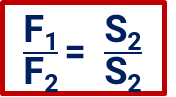 F₁/F₂ = S₂/S₂